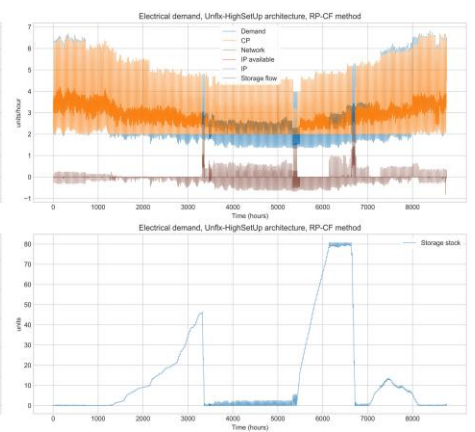 Electrical demand, Unflx-HighSetUp architecture, RP-CF method
7
6
5
4
3
2
1
0
−1
units/hour
Demand
CP
Network
IP available
IP
Storage flow
0 1000 2000 3000 4000 5000 6000 7000 8000
Time (hours)
Electrical demand, Unflx-HighSetUp architecture, RP-CF method
80
70
60
50
40
30
20
10
0
units
Storage stock
0 1000 2000 3000 4000 5000 6000 7000 8000
Time (hours)